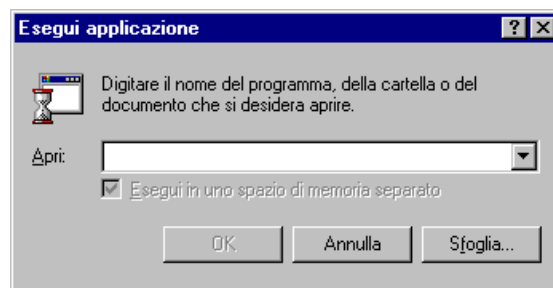 Esegui applicazione
Digitare il nome del programma, della cartella o del
documento che si desidera aprire.
Apri:
Esegui in uno spazio di memoria separato
OK Annulla Sfoglia...